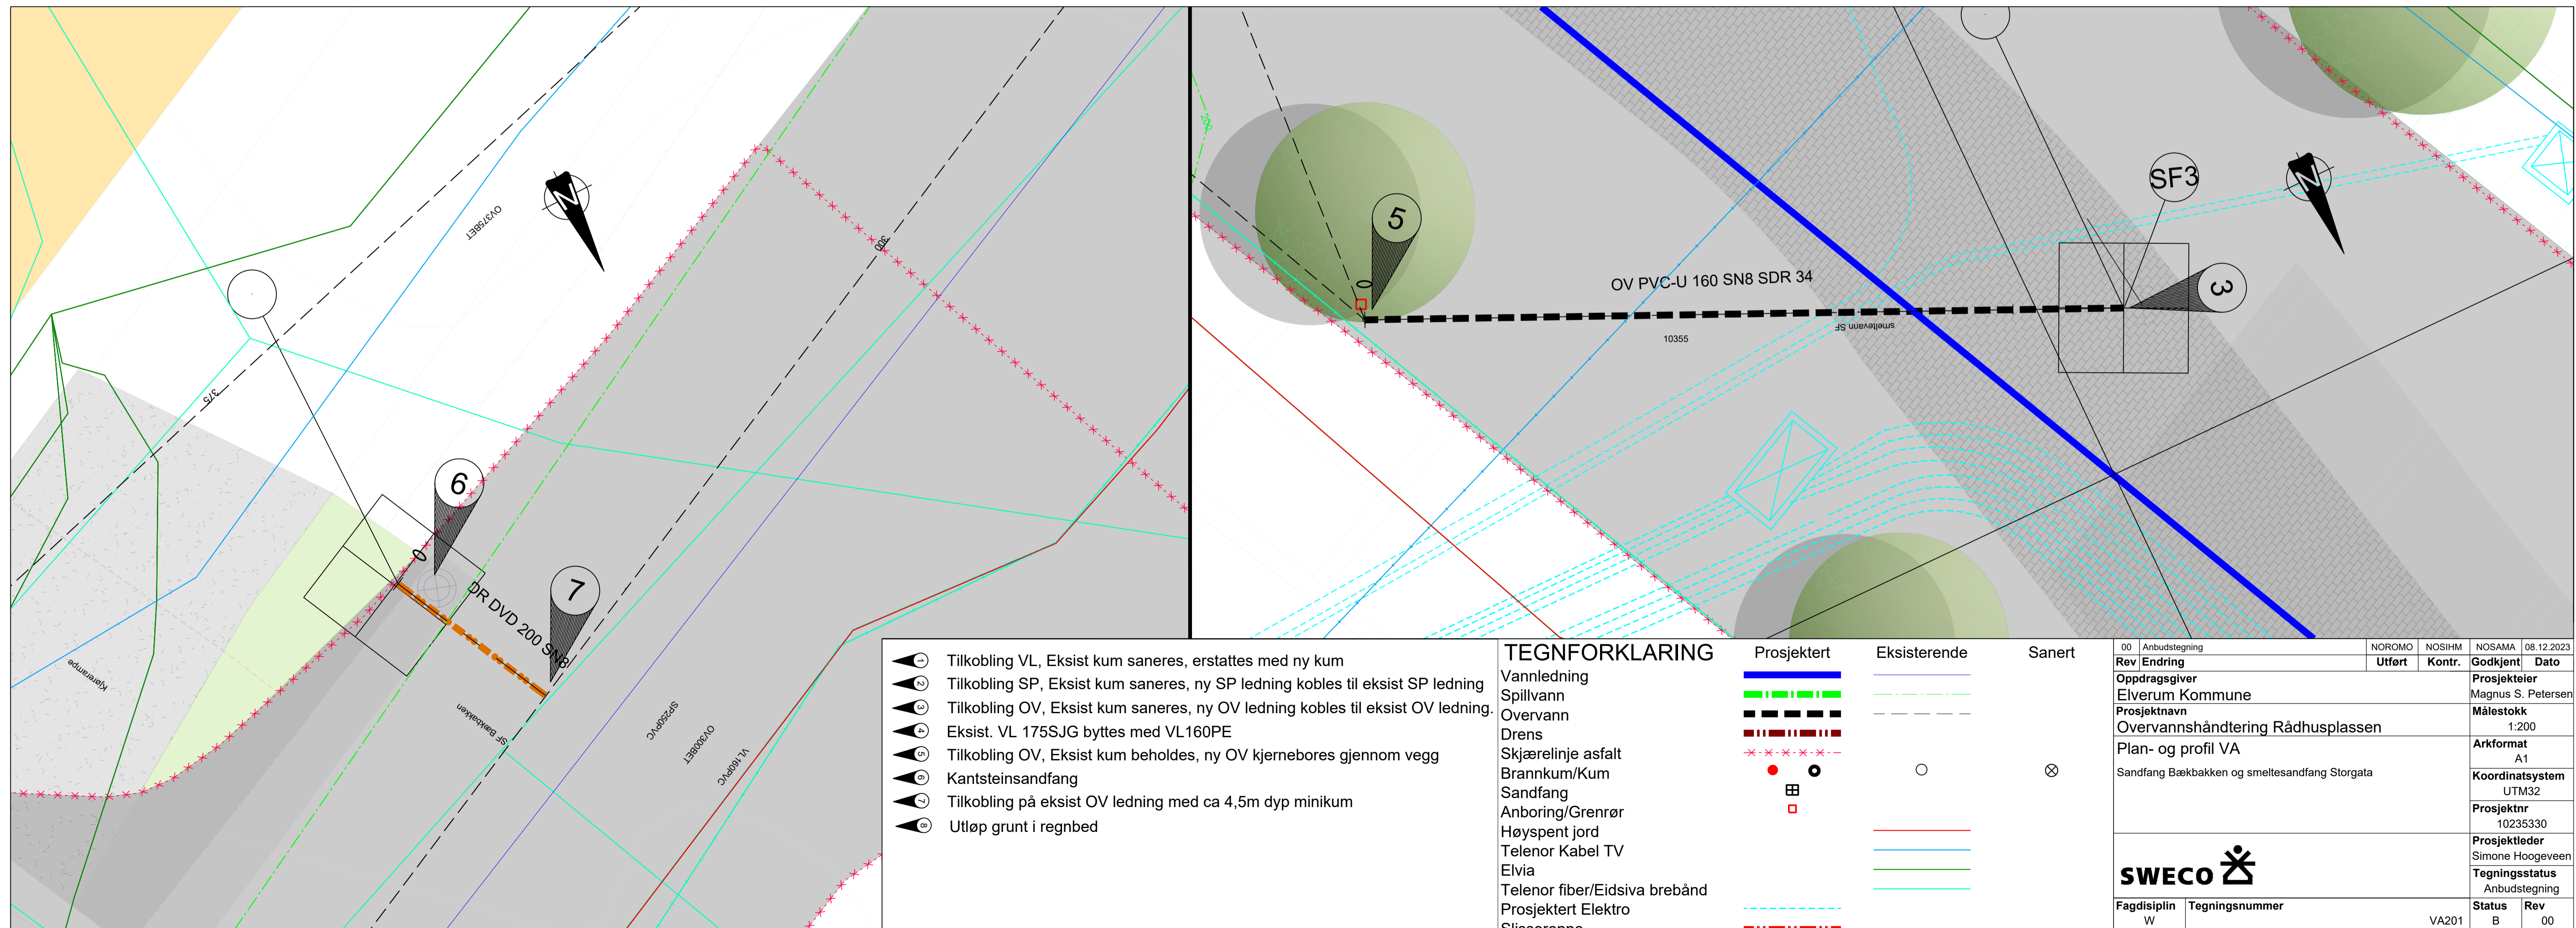 OV375BET
N
300
375
6
DR DVD 200 SN8
7
Kjørerampe
SF Bækbakken
SP250PVC
OV300BET
VL160PVC
200
5
OV PVC-U 160 SN8 SDR 34
10355
smeltevann SF
SF3
N
3
1 Tilkobling VL, Eksist kum saneres, erstattes med ny kum
2 Tilkobling SP, Eksist kum saneres, ny SP ledning kobles til eksist SP ledning
3 Tilkobling OV, Eksist kum saneres, ny OV ledning kobles til eksist OV ledning.
4 Eksist. VL 175SJG byttes med VL160PE
5 Tilkobling OV, Eksist kum beholdes, ny OV kjernebores gjennom vegg
6 Kantsteinsandfang
7 Tilkobling på eksist OV ledning med ca 4,5m dyp minikum
8 Utløp grunt i regnbed
TEGNFORKLARING Prosjektert Eksisterende Sanert
Vannledning
Spillvann
Overvann
Drens
Skjærelinje asfalt
Brannkum/Kum
Sandfang
Anboring/Grenrør
Høyspent jord
Telenor Kabel TV
Elvia
Telenor fiber/Eidsiva brebånd
Prosjektert Elektro
00 Anbudstegning NOROMO NOSIHM NOSAMA 08.12.2023
Rev Endring Utført Kontr. Godkjent Dato
Oppdragsgiver
Elverum Kommune
Prosjekteier
Magnus S. Petersen
Prosjektnavn
Overvannshåndtering Rådhusplassen
Målestokk
1:200
Plan- og profil VA
Sandfang Bækbakken og smeltesandfang Storgata
Arkformat
A1
Koordinatsystem
UTM32
Prosjektnr
10235330
SWECO
Prosjektleder
Simone Hoogeveen
Tegningsstatus
Anbudstegning
Fagdisiplin Tegningsnummer Status Rev
W VA201 B 00